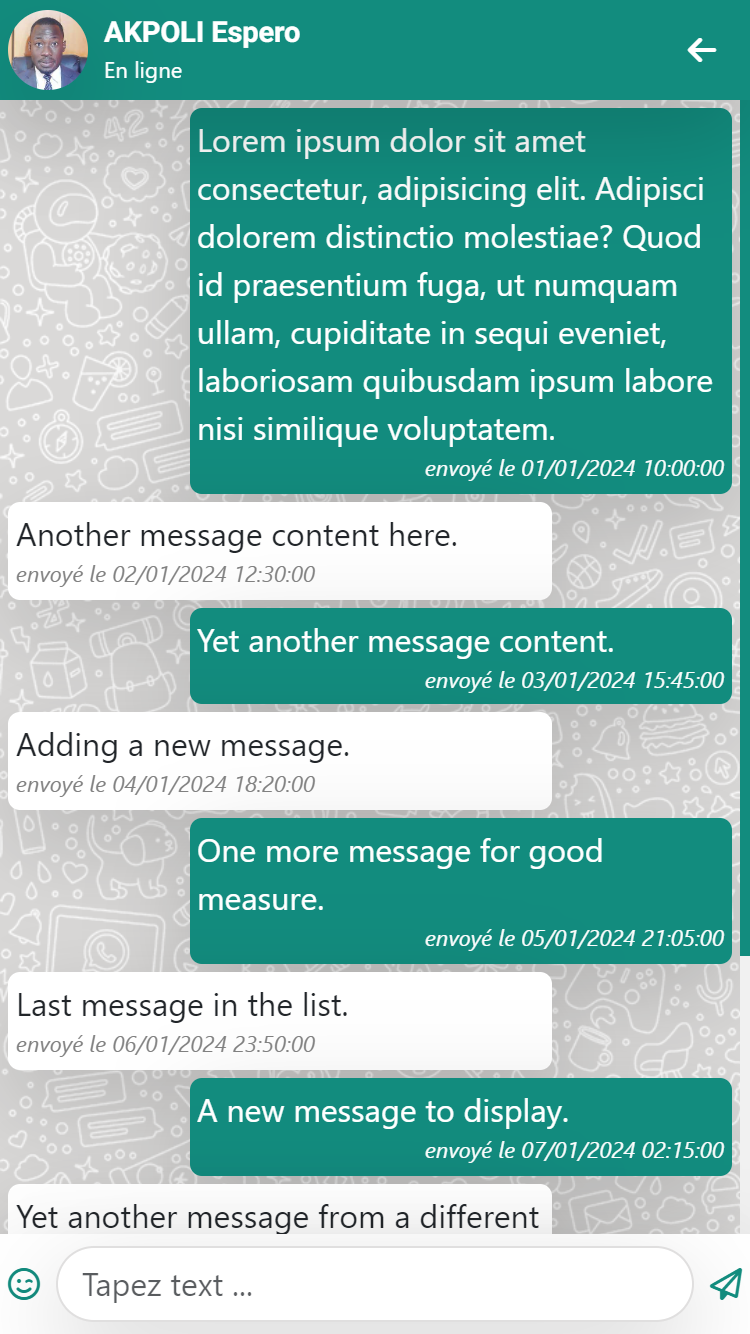 AKPOLI Espero
En ligne
42
Lorem ipsum dolor sit amet
consectetur, adipisicing elit. Adipisci
dolorem distinctio molestiae? Quod
id praesentium fuga, ut numquam
ullam, cupiditate in sequi eveniet,
laboriosam quibusdam ipsum labore
nisi similique voluptatem.
envoyé le 01/01/2024 10:00:00
Another message content here.
envoyé le 02/01/2024 12:30:00
Yet another message content.
envoyé le 03/01/2024 15:45:00
Adding a new message.
envoyé le 04/01/2024 18:20:00
One more message for good
measure.
envoyé le 05/01/2024 21:05:00
Last message in the list.
envoyé le 06/01/2024 23:50:00
A new message to display.
envoyé le 07/01/2024 02:15:00
Yet another message from a different
Tapez text ...